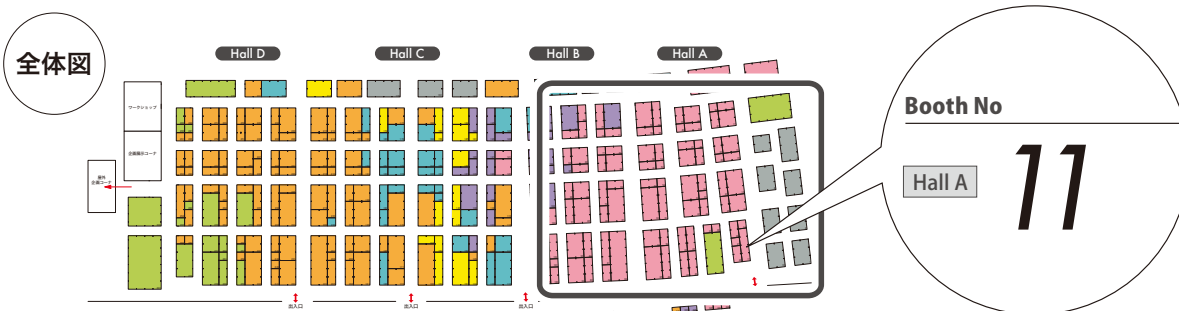 全体図
Hall D
Hall C
Hall B
Hall A
ワークショップ
企画展示コーナー
屋外
企画コーナー
出入口
出入口
出入口
Booth No
Hall A
11